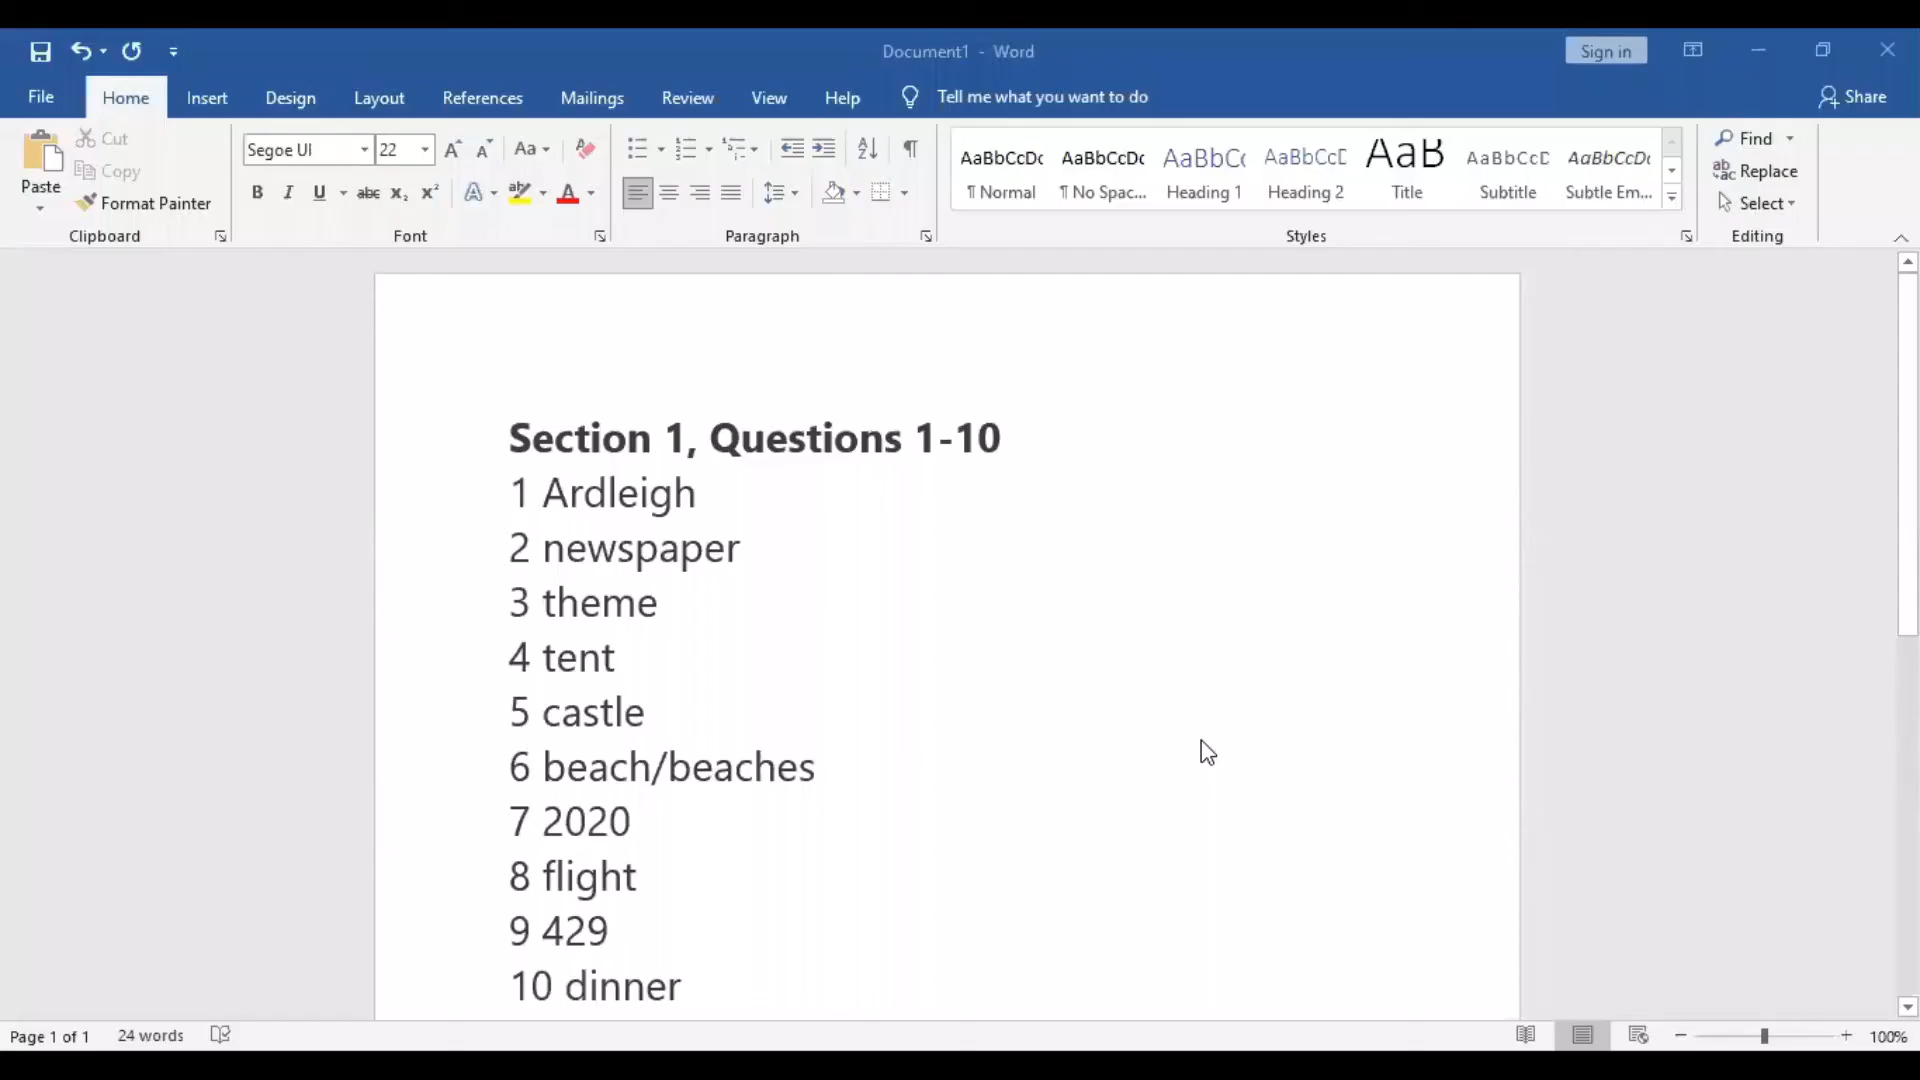 Document1 - Word
Sign in
File Home Insert Design Layout References Mailings Review View Help Tell me what you want to do Share
Paste
Cut
Copy
Format Painter
Clipboard
Segoe UI 22
Font
Paragraph
AaBbCcDc AaBbCcDc AaBbCc AaBbCcD AaB AaBbCcD AaBbCcDc
¶ Normal ¶ No Spac... Heading 1 Heading 2 Title Subtitle Subtle Em...
Styles
Find
Replace
Select
Editing
Section 1, Questions 1-10
1 Ardleigh
2 newspaper
3 theme
4 tent
5 castle
6 beach/beaches
7 2020
8 flight
9 429
10 dinner
Page 1 of 1 24 words 100%